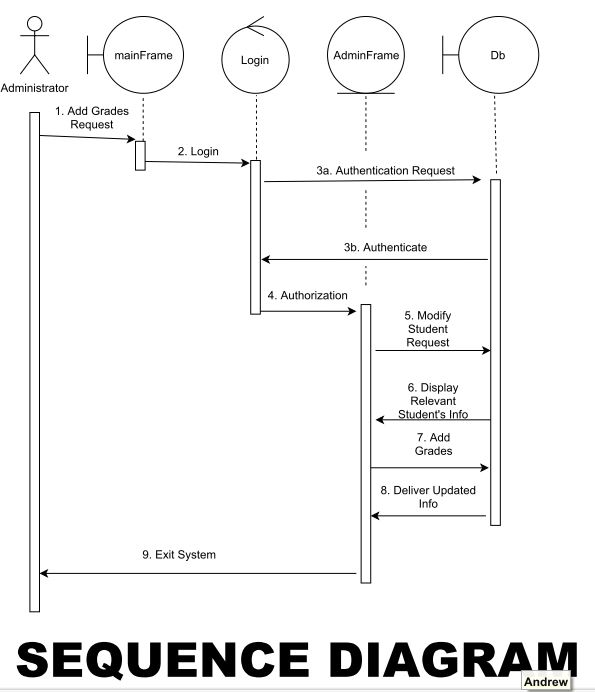 mainFrame
Login
AdminFrame
Db
Administrator
1. Add Grades
Request
2. Login
3a. Authentication Request
3b. Authenticate
4. Authorization
5. Modify
Student
Request
6. Display
Relevant
Student's Info
7. Add
Grades
8. Deliver Updated
Info
9. Exit System
SEQUENCE DIAGRAM
Andrew